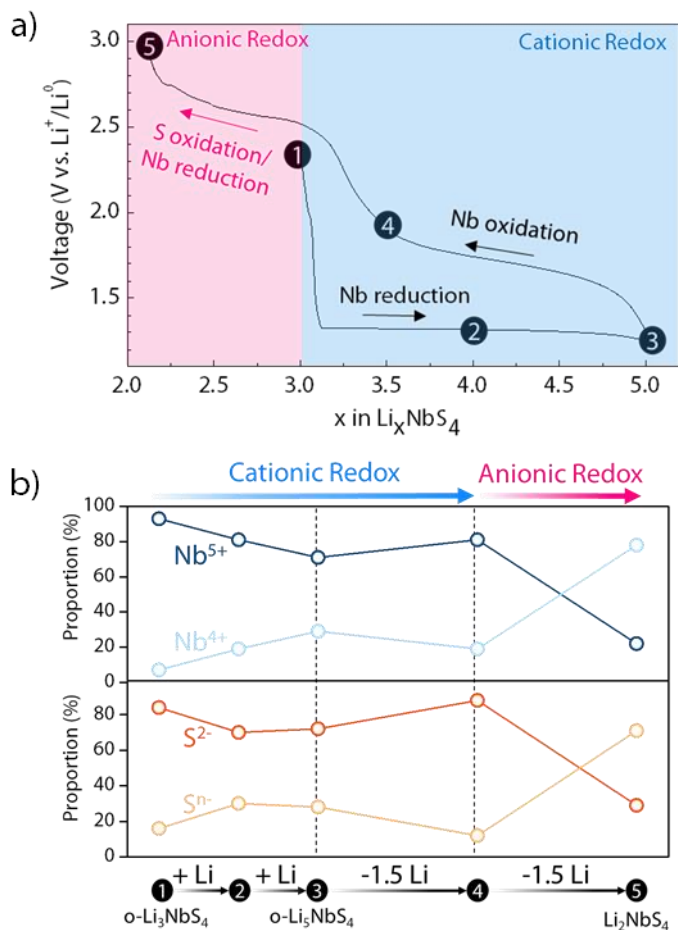 a)
Anionic Redox
Cationic Redox
Voltage (V vs. Li⁺/Li⁰)
3.0
2.5
2.0
1.5
5
S oxidation/
Nb reduction
1
4
Nb oxidation
Nb reduction
2
3
2.0 2.5 3.0 3.5 4.0 4.5 5.0
x in LiₓNbS₄
b)
Cationic Redox
Anionic Redox
Proportion (%)
100
80
60
40
20
0
Nb⁵⁺
Nb⁴⁺
Proportion (%)
80
60
40
20
0
S²⁻
Sⁿ⁻
+ Li + Li -1.5 Li -1.5 Li
1 2 3 4 5
o-Li₃NbS₄ o-Li₅NbS₄ Li₂NbS₄